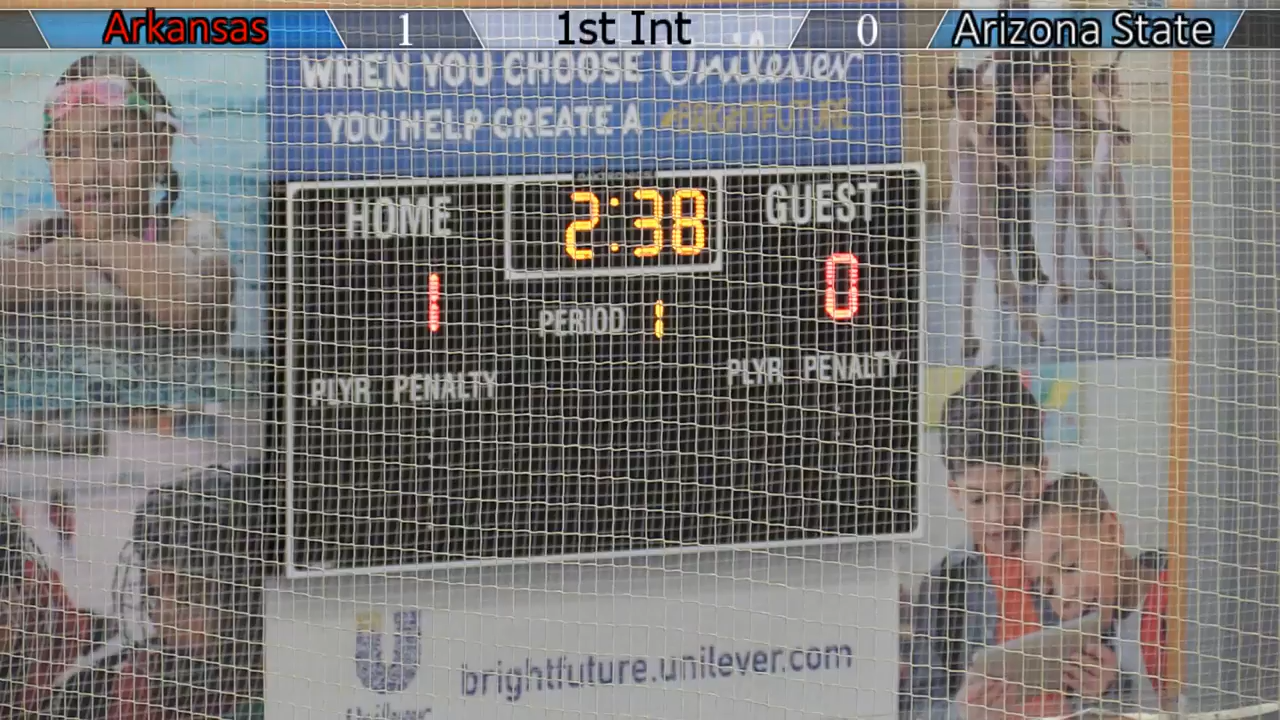 Arkansas 1 1st Int 0 Arizona State
WHEN YOU CHOOSE Unilever
YOU HELP CREATE A #BRIGHTFUTURE
HOME 2:38 GUEST
1 PERIOD 1 0
PLYR PENALTY PLYR PENALTY
brightfuture.unilever.com
Unilever